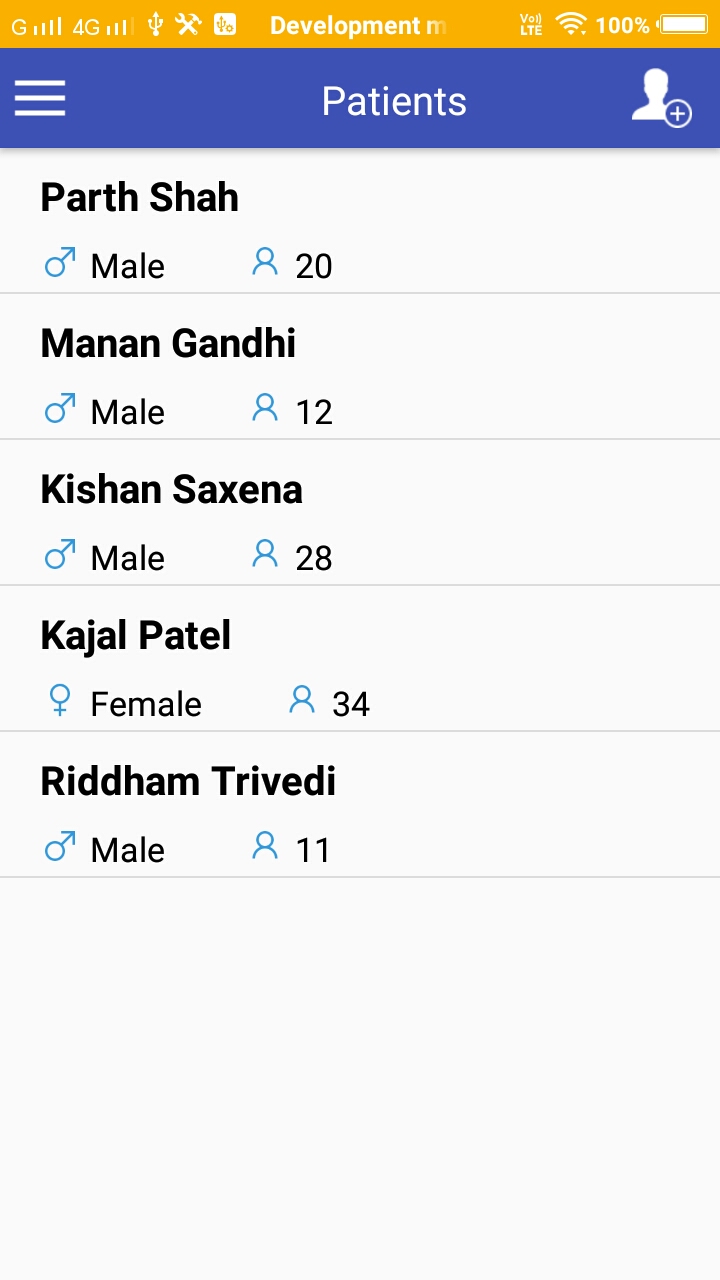 G 4G Development m Vo)) LTE 100%
Patients
Parth Shah
Male 20
Manan Gandhi
Male 12
Kishan Saxena
Male 28
Kajal Patel
Female 34
Riddham Trivedi
Male 11